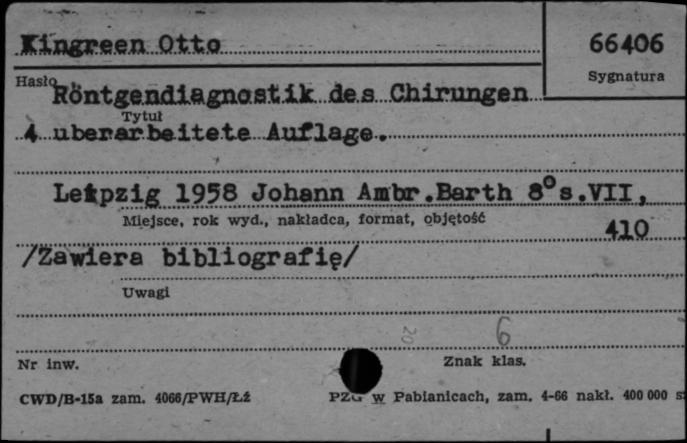 Kingreen Otto
66406
Sygnatura
Hasło
Röntgendiagnostik des Chirungen
Tytuł
4 uberarbeitete Auflage.
Leipzig 1958 Johann Ambr.Barth 8° s.VII,
Miejsce, rok wyd., nakładca, format, objętość
410
/Zawiera bibliografię/
Uwagi
20
6
Nr inw.
Znak klas.
CWD/B-15a zam. 4066/PWH/Łź
PZG w Pabianicach, zam. 4-66 nakł. 400 000 s